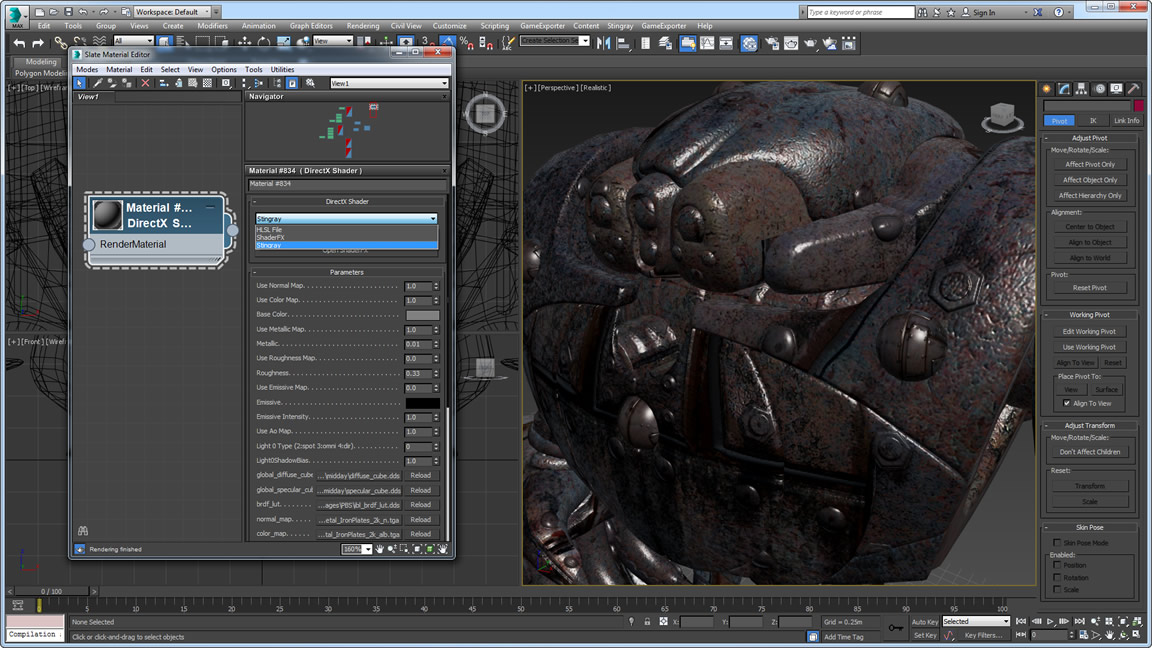 Workspace: Default
Type a keyword or phrase
Sign In
MAX
Edit Tools Group Views Create Modifiers Animation Graph Editors Rendering Civil View Customize Scripting GameExporter Content Stingray GameExporter Help
All
View
Create Selection Se
Modeling
Polygon Modeli
[+] [Top] [Wirefram
Slate Material Editor
Modes Material Edit Select View Options Tools Utilities
View1
View1
Navigator
Material #...
DirectX S...
RenderMaterial
Material #834 ( DirectX Shader )
Material #834
DirectX Shader
Stingray
HLSL File
ShaderFX
Stingray
Open ShaderFX
Parameters
Use Normal Map. 1.0
Use Color Map. 1.0
Base Color.
Use Metallic Map. 1.0
Metallic. 0.01
Use Roughness Map. 0.0
Roughness. 0.33
Use Emissive Map. 0.0
Emissive.
Emissive Intensity. 1.0
Use Ao Map. 1.0
Light 0 Type (2:spot 3:omni 4:dir). 0
Light0ShadowBias. 1.0
global_diffuse_cube ...\midday\diffuse_cube.dds Reload
global_specular_cul ...midday\specular_cube.dds Reload
brdf_lut. ...ages\PBS\ibl_brdf_lut.dds Reload
normal_map. ...etal_IronPlates_2k_n.tga Reload
color_map. ...tal_IronPlates_2k_alb.tga Reload
Rendering finished
160%
[+] [Front] [Wirefr
[+] [Perspective] [Realistic]
Pivot IK Link Info
Adjust Pivot
Move/Rotate/Scale:
Affect Pivot Only
Affect Object Only
Affect Hierarchy Only
Alignment:
Center to Object
Align to Object
Align to World
Pivot:
Reset Pivot
Working Pivot
Edit Working Pivot
Use Working Pivot
Align To View Reset
Place Pivot To:
View Surface
Align To View
Adjust Transform
Move/Rotate/Scale:
Don't Affect Children
Reset:
Transform
Scale
Skin Pose
Skin Pose Mode
Enabled:
Position
Rotation
Scale
0 / 100
0 5 10 15 20 25 30 35 40 45 50 55 60 65 70 75 80 85 90 95 100
None Selected
X: Y: Z: Grid = 0.25m
Auto Key Selected
Compilation
Click or click-and-drag to select objects
Add Time Tag
Set Key Key Filters...
0